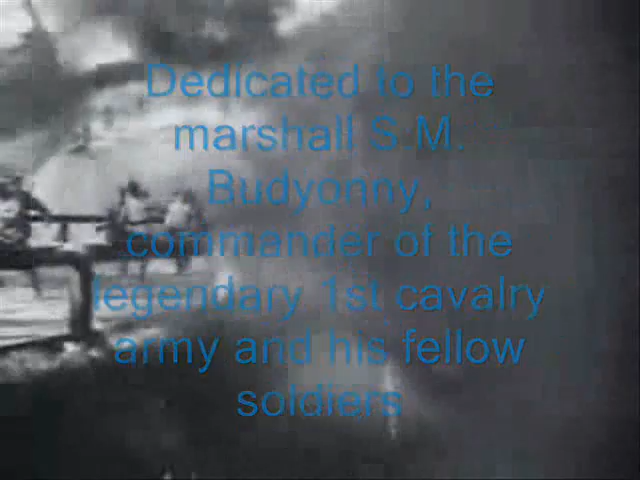 Dedicated to the
marshall S.M.
Budyonny,
commander of the
legendary 1st cavalry
army and his fellow
soldiers